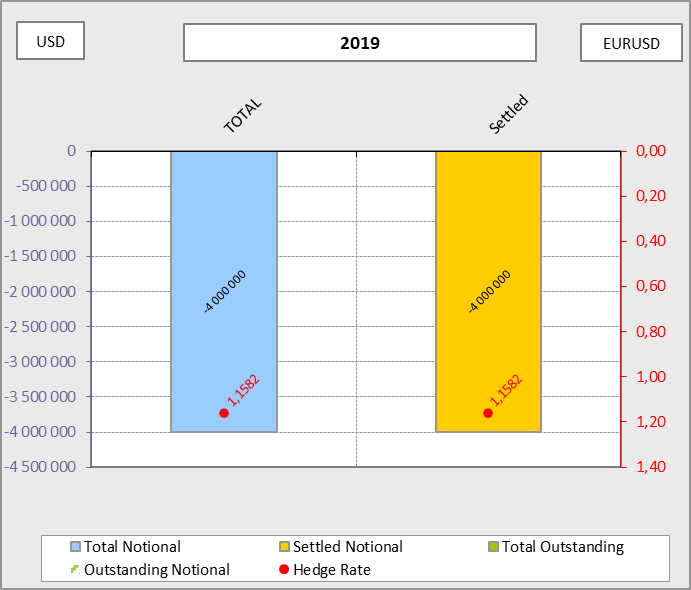 USD
2019
EURUSD
TOTAL
Settled
0
-500 000
-1 000 000
-1 500 000
-2 000 000
-2 500 000
-3 000 000
-3 500 000
-4 000 000
-4 500 000
-4 000 000
1,1582
-4 000 000
1,1582
0,00
0,20
0,40
0,60
0,80
1,00
1,20
1,40
Total Notional
Settled Notional
Total Outstanding
Outstanding Notional
Hedge Rate